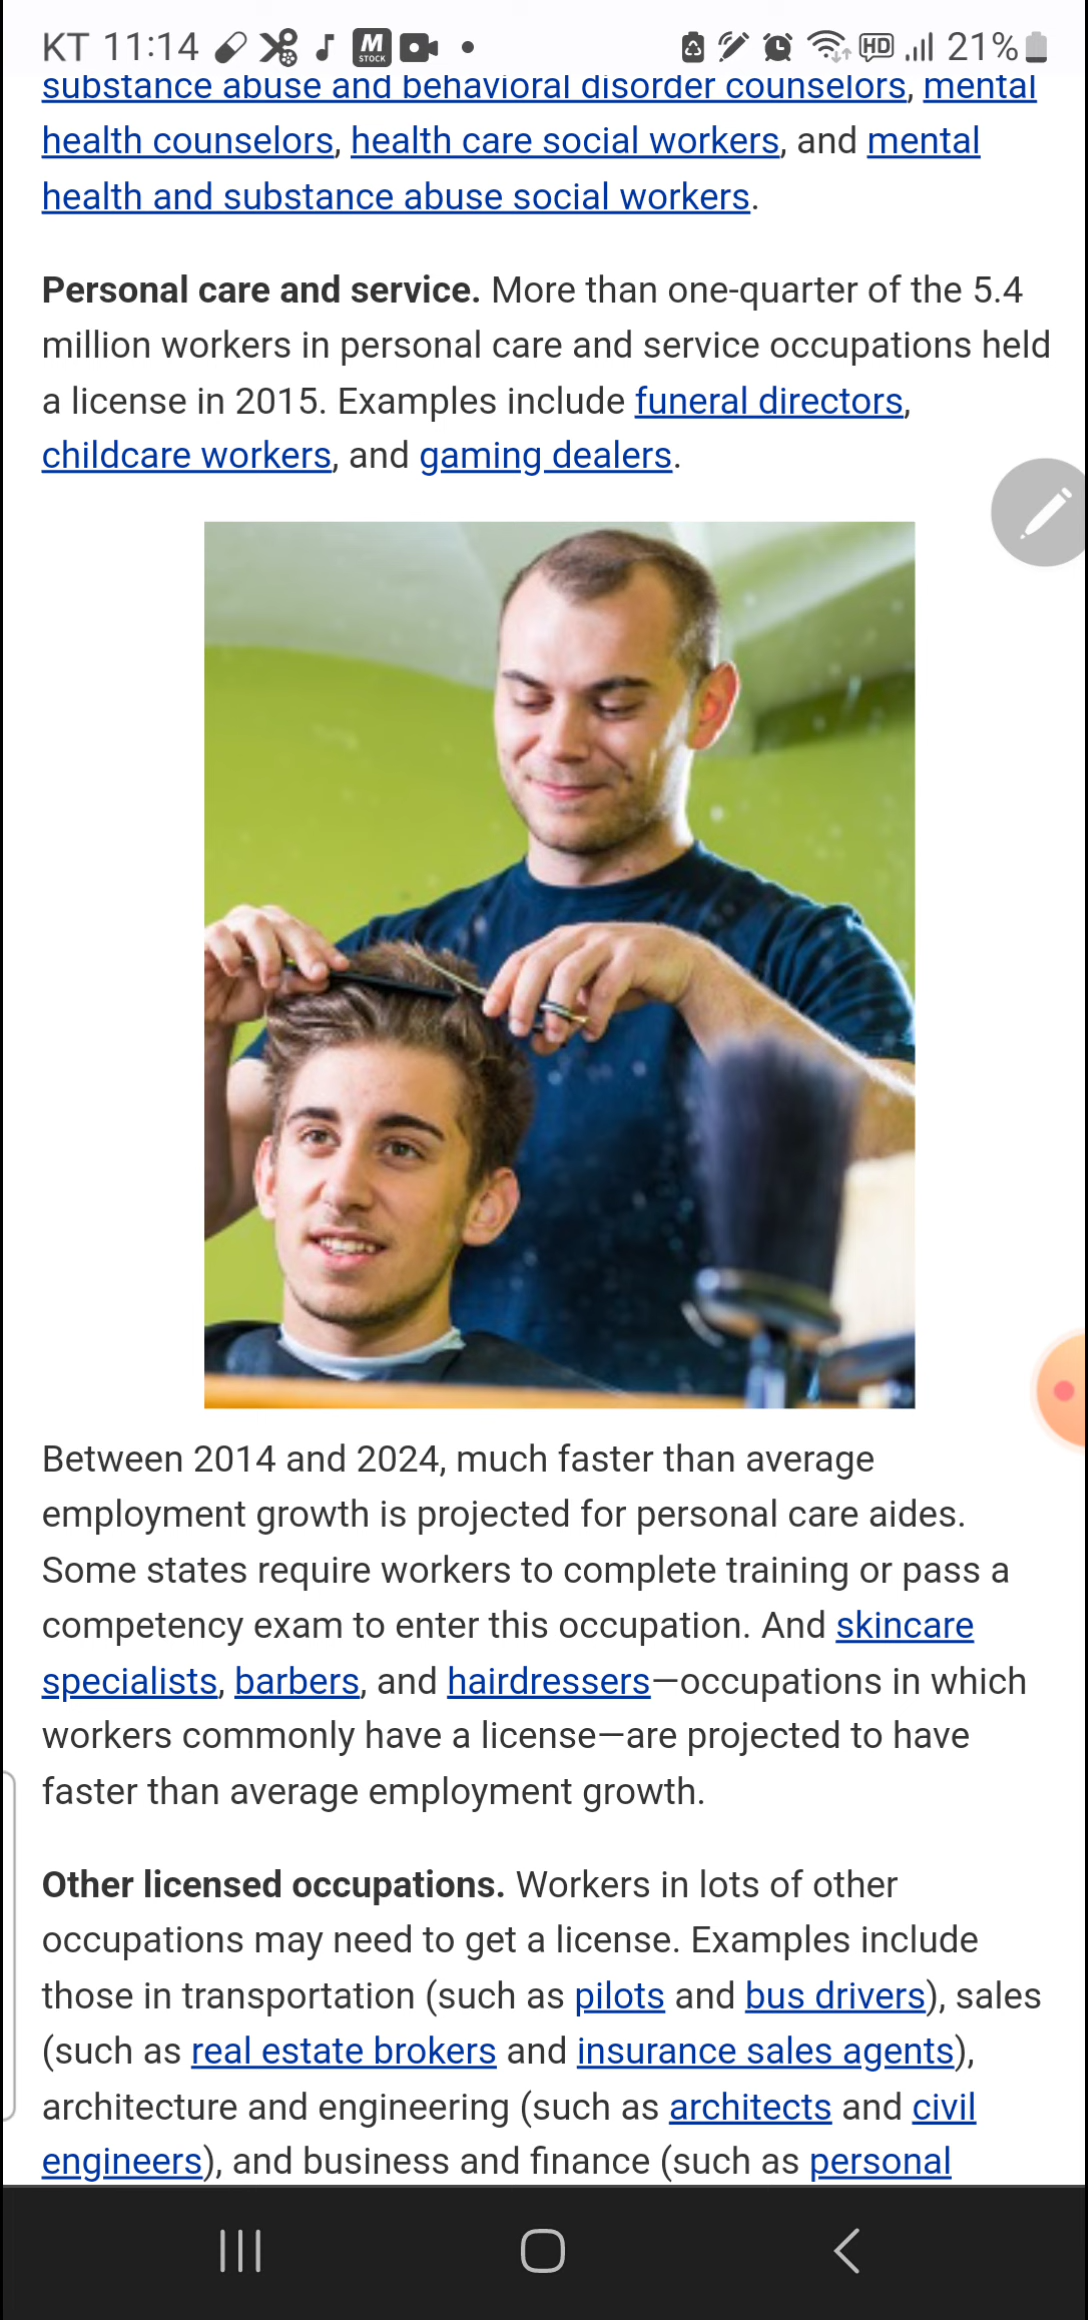 KT 11:14 M STOCK HD 21%
substance abuse and behavioral disorder counselors, mental
health counselors, health care social workers, and mental
health and substance abuse social workers.
Personal care and service. More than one-quarter of the 5.4
million workers in personal care and service occupations held
a license in 2015. Examples include funeral directors,
childcare workers, and gaming dealers.
Between 2014 and 2024, much faster than average
employment growth is projected for personal care aides.
Some states require workers to complete training or pass a
competency exam to enter this occupation. And skincare
specialists, barbers, and hairdressers—occupations in which
workers commonly have a license—are projected to have
faster than average employment growth.
Other licensed occupations. Workers in lots of other
occupations may need to get a license. Examples include
those in transportation (such as pilots and bus drivers), sales
(such as real estate brokers and insurance sales agents),
architecture and engineering (such as architects and civil
engineers), and business and finance (such as personal